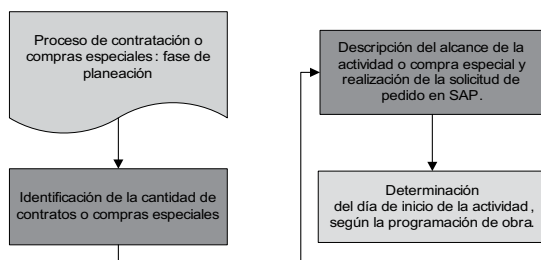 Proceso de contratación o
compras especiales: fase de
planeación
Identificación de la cantidad de
contratos o compras especiales
Descripción del alcance de la
actividad o compra especial y
realización de la solicitud de
pedido en SAP.
Determinación
del día de inicio de la actividad,
según la programación de obra.